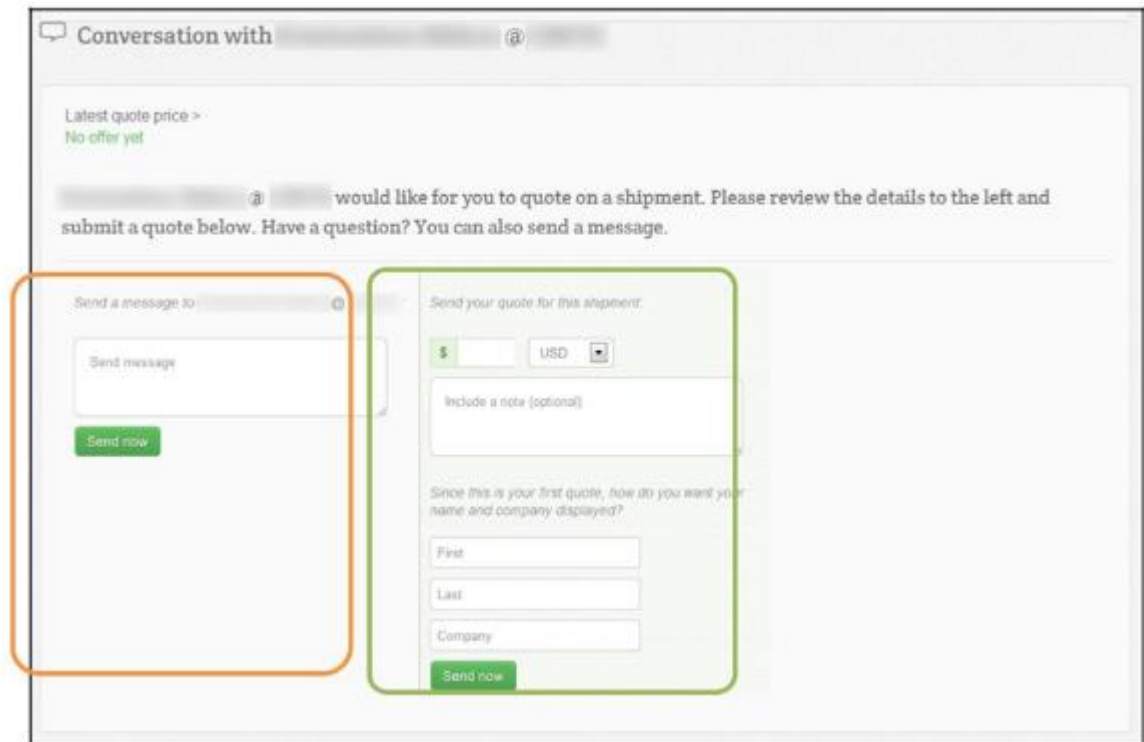 Conversation with @
Latest quote price >
No offer yet
@ would like for you to quote on a shipment. Please review the details to the left and
submit a quote below. Have a question? You can also send a message.
Send a message to @
Send message
Send now
Send your quote for this shipment.
$ USD
Include a note (optional)
Since this is your first quote, how do you want your
name and company displayed?
First
Last
Company
Send now